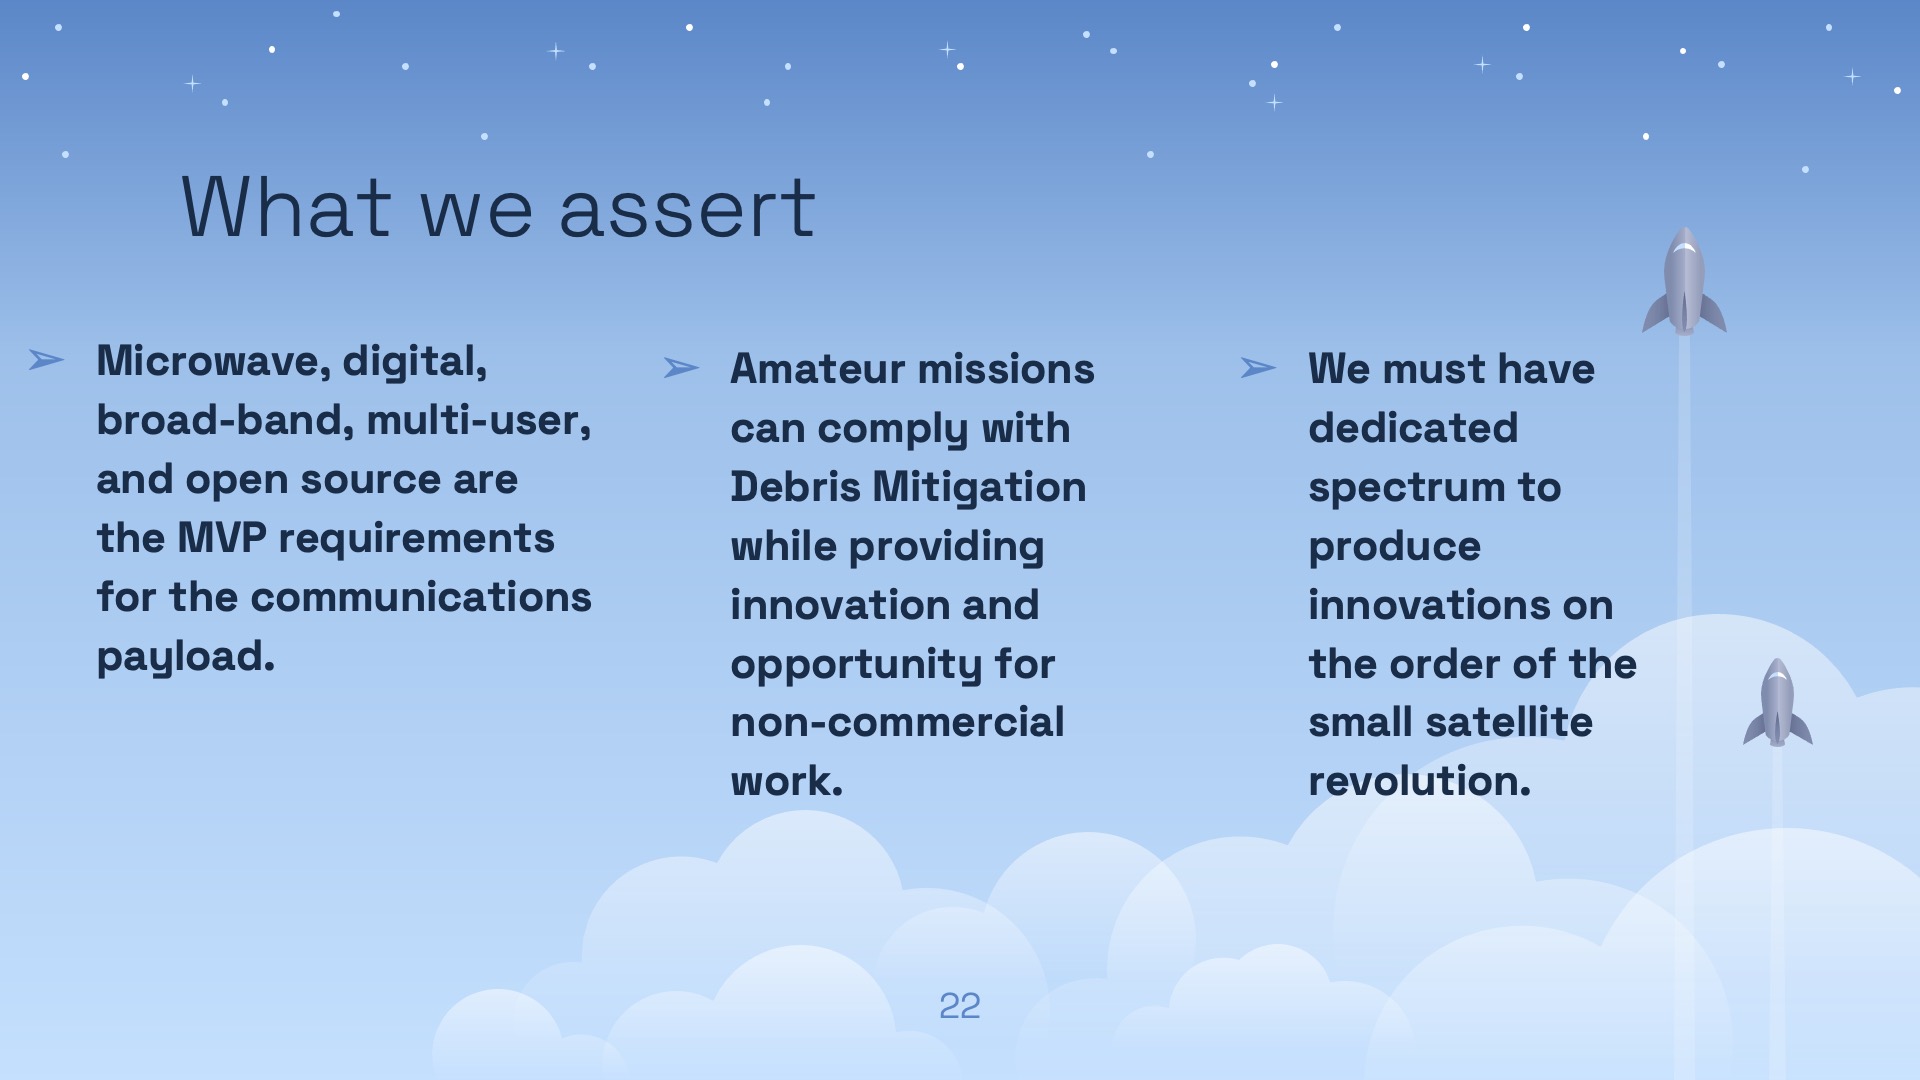 What we assert
➢ Microwave, digital,
broad-band, multi-user,
and open source are
the MVP requirements
for the communications
payload.
➢ Amateur missions
can comply with
Debris Mitigation
while providing
innovation and
opportunity for
non-commercial
work.
➢ We must have
dedicated
spectrum to
produce
innovations on
the order of the
small satellite
revolution.
22